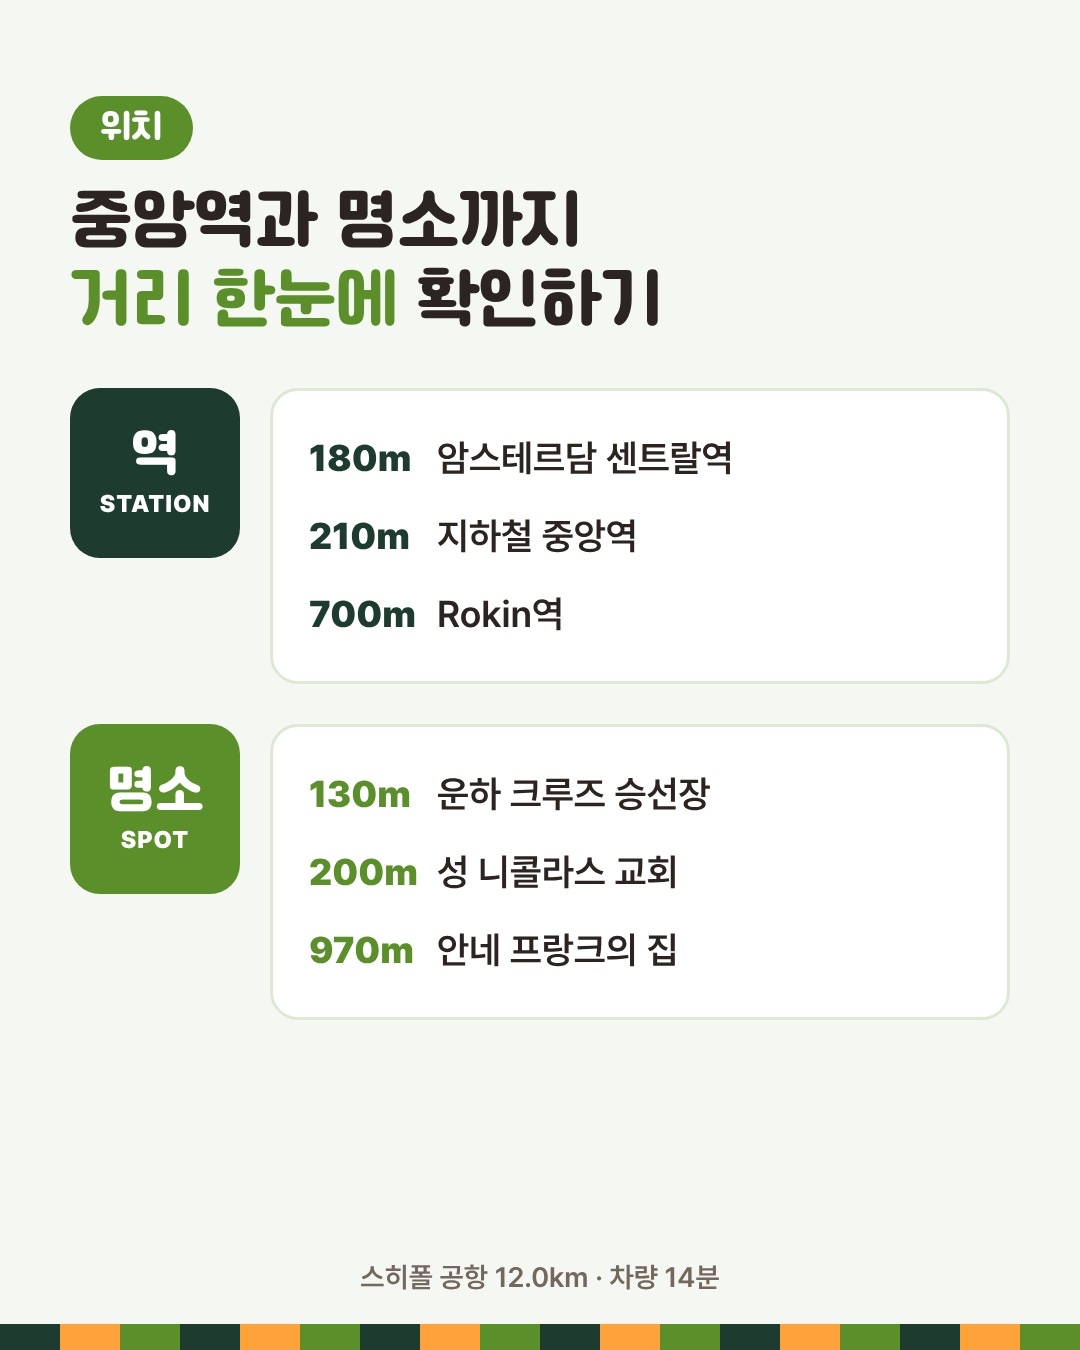 위치
중앙역과 명소까지
거리 한눈에 확인하기
역
STATION
180m 암스테르담 센트랄역
210m 지하철 중앙역
700m Rokin역
명소
SPOT
130m 운하 크루즈 승선장
200m 성 니콜라스 교회
970m 안네 프랑크의 집
스히폴 공항 12.0km · 차량 14분